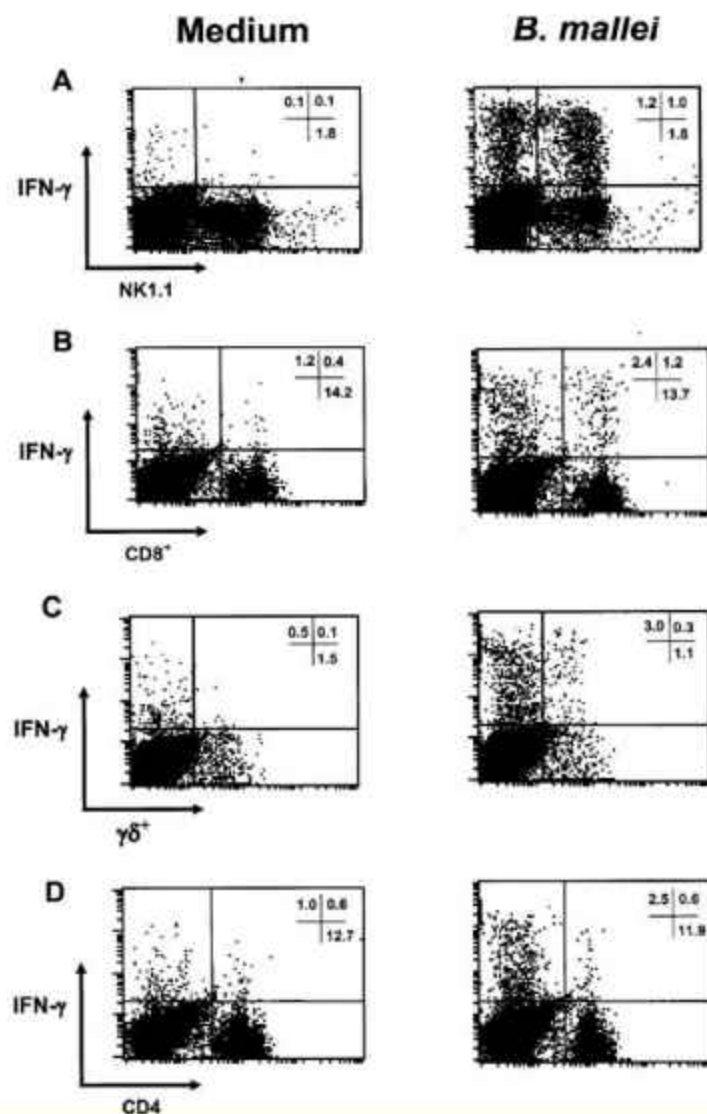 Medium B. mallei
A
0.1 0.1
1.8
1.2 1.0
1.8
IFN-γ
NK1.1
B
1.2 0.4
14.2
2.4 1.2
13.7
IFN-γ
CD8⁺
C
0.5 0.1
1.5
3.0 0.3
1.1
IFN-γ
γδ⁺
D
1.0 0.6
12.7
2.5 0.6
11.9
IFN-γ
CD4